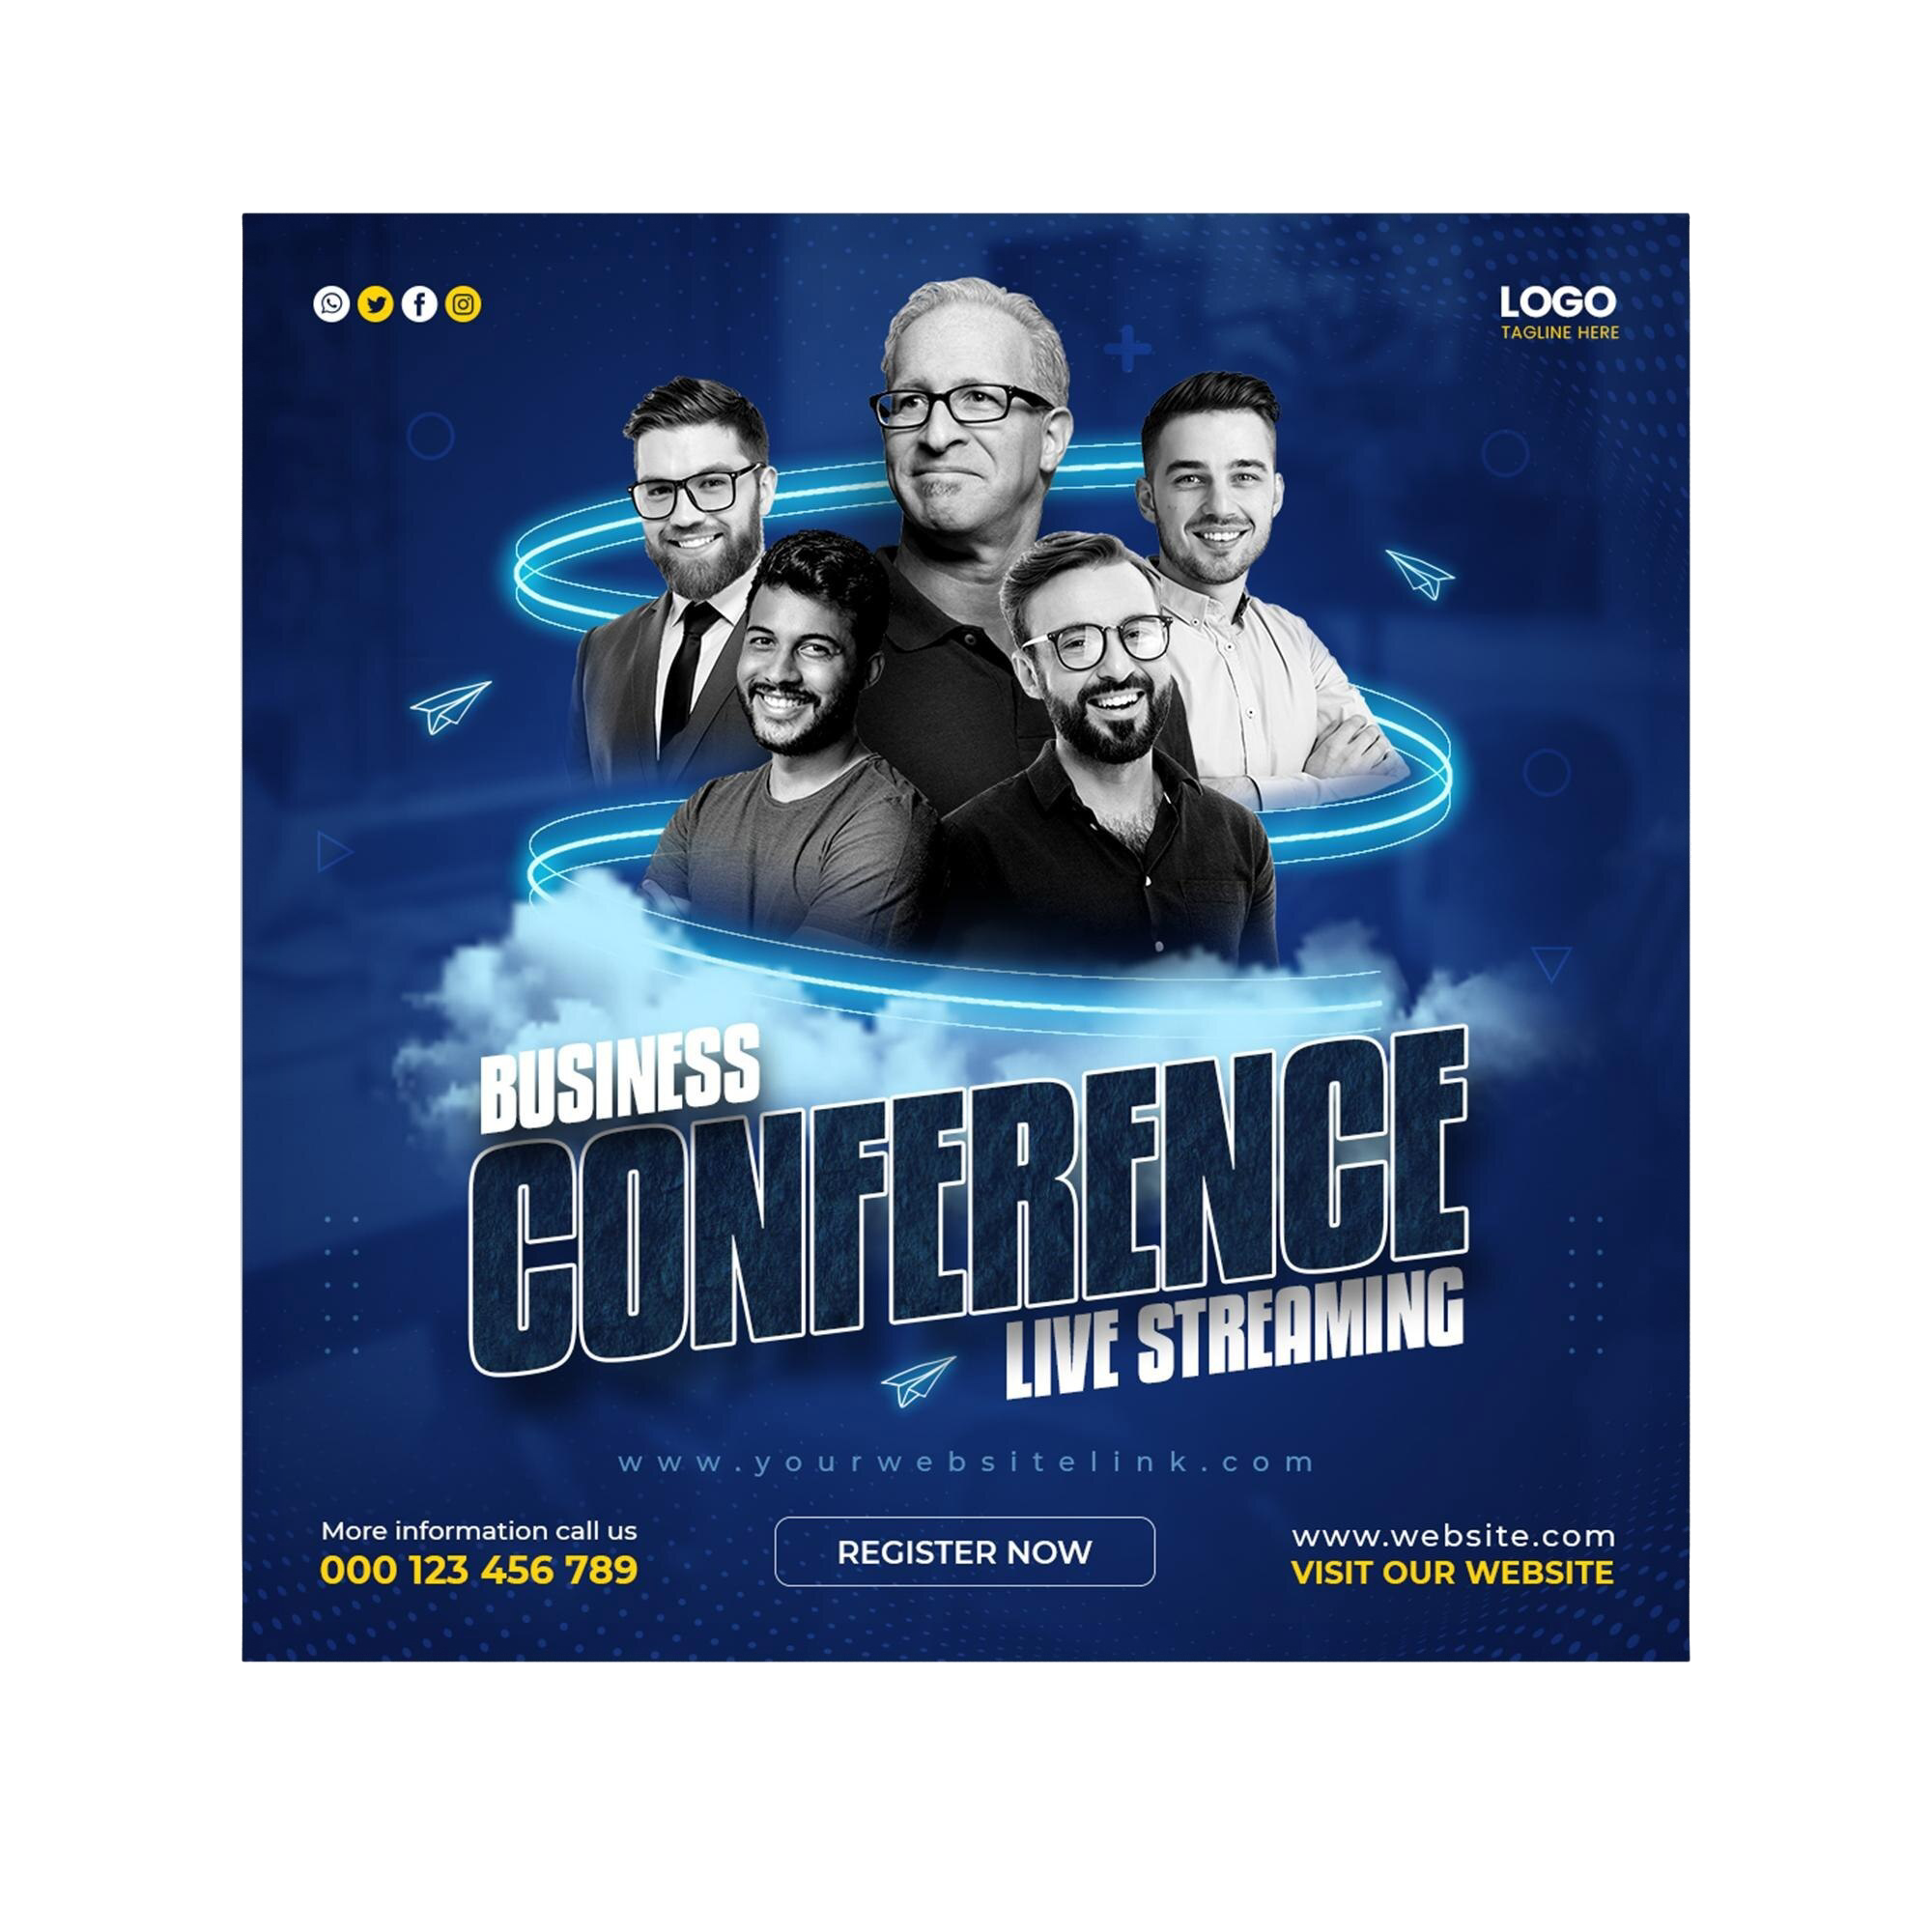 LOGO
TAGLINE HERE
BUSINESS
CONFERENCE
LIVE STREAMING
www.yourwebsitelink.com
More information call us
000 123 456 789
REGISTER NOW
www.website.com
VISIT OUR WEBSITE